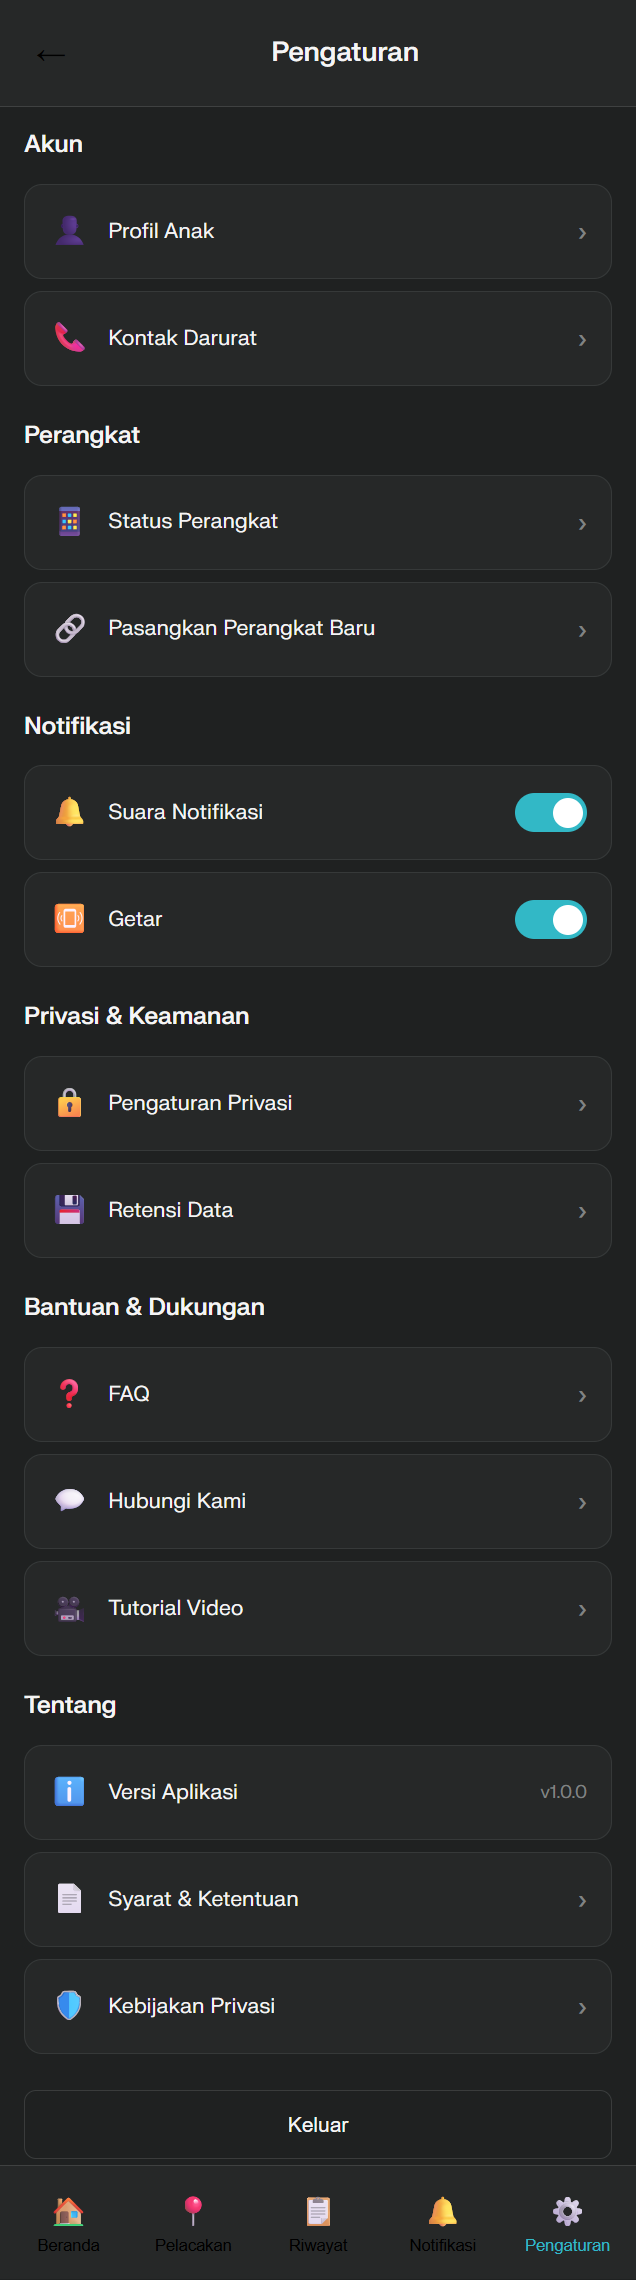 Pengaturan
Akun
Profil Anak
Kontak Darurat
Perangkat
Status Perangkat
Pasangkan Perangkat Baru
Notifikasi
Suara Notifikasi
Getar
Privasi & Keamanan
Pengaturan Privasi
Retensi Data
Bantuan & Dukungan
FAQ
Hubungi Kami
Tutorial Video
Tentang
Versi Aplikasi v1.0.0
Syarat & Ketentuan
Kebijakan Privasi
Keluar
Beranda Pelacakan Riwayat Notifikasi Pengaturan